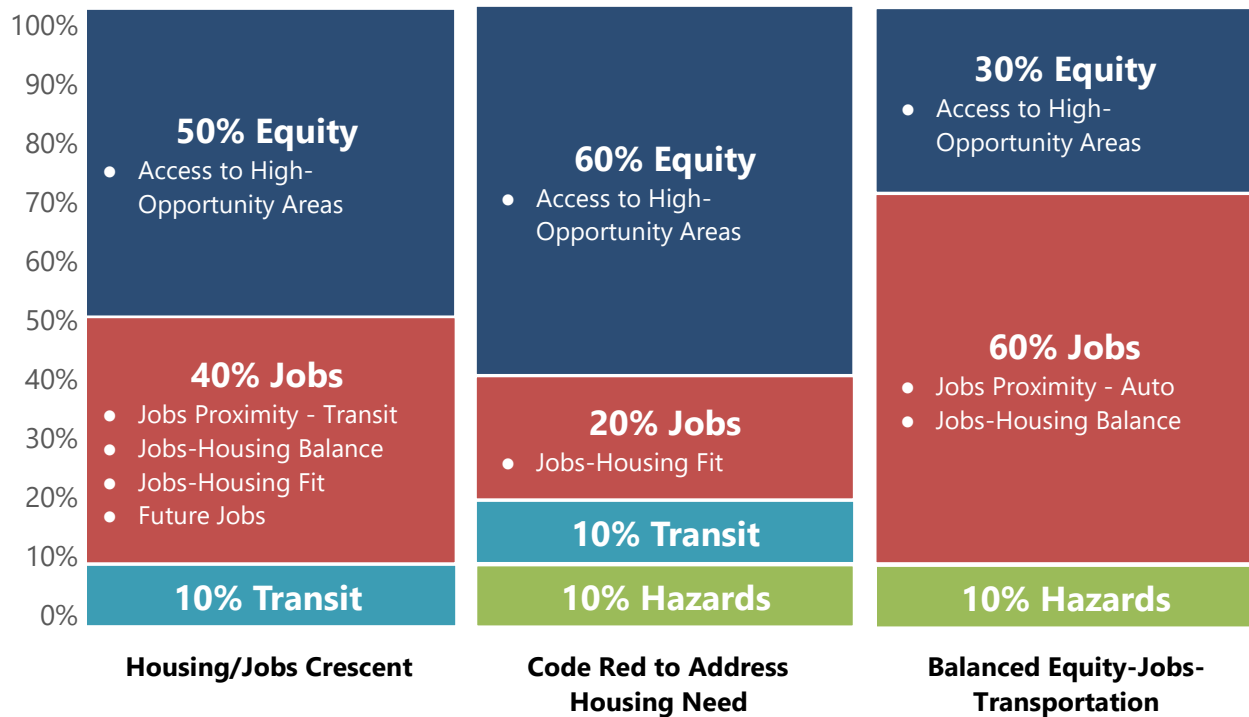 100%
90%
80%
70%
60%
50%
40%
30%
20%
10%
0%
50% Equity
● Access to High-
Opportunity Areas
40% Jobs
● Jobs Proximity - Transit
● Jobs-Housing Balance
● Jobs-Housing Fit
● Future Jobs
10% Transit
Housing/Jobs Crescent
60% Equity
● Access to High-
Opportunity Areas
20% Jobs
● Jobs-Housing Fit
10% Transit
10% Hazards
Code Red to Address
Housing Need
30% Equity
● Access to High-
Opportunity Areas
60% Jobs
● Jobs Proximity - Auto
● Jobs-Housing Balance
10% Hazards
Balanced Equity-Jobs-
Transportation